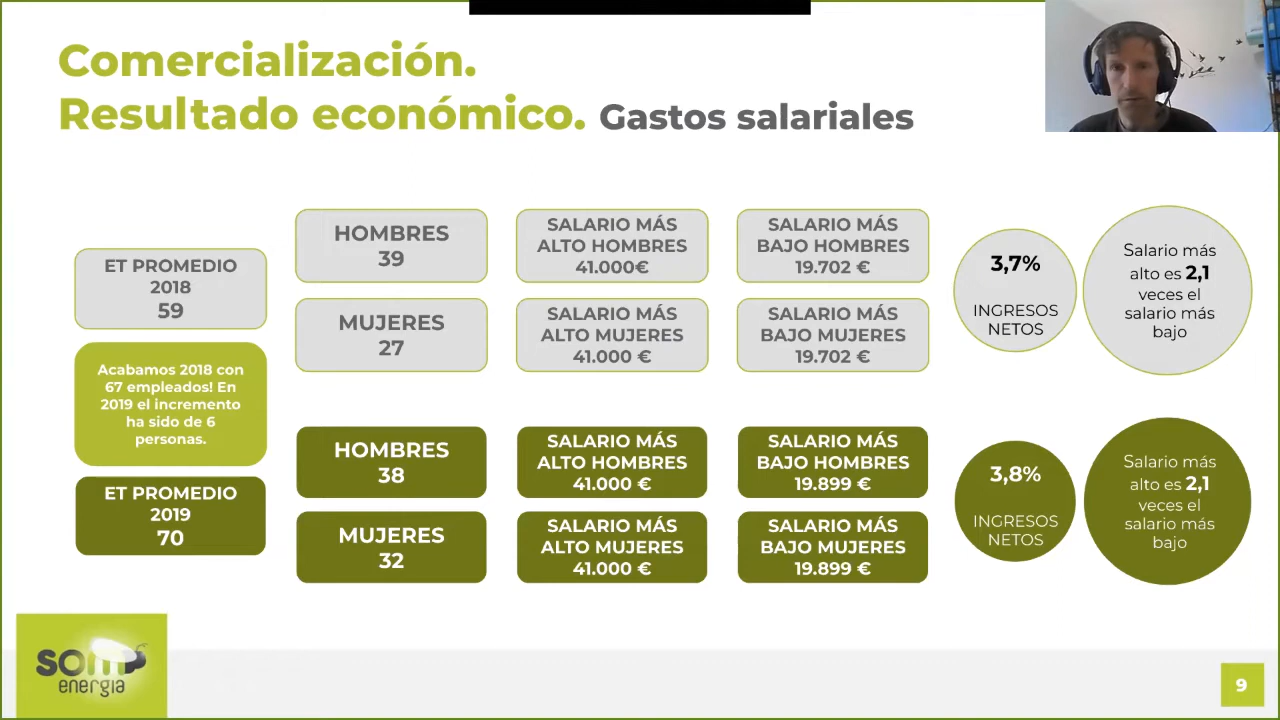 Comercialización.
Resultado económico. Gastos salariales
ET PROMEDIO
2018
59
HOMBRES
39
SALARIO MÁS
ALTO HOMBRES
41.000€
SALARIO MÁS
BAJO HOMBRES
19.702 €
MUJERES
27
SALARIO MÁS
ALTO MUJERES
41.000 €
SALARIO MÁS
BAJO MUJERES
19.702 €
3,7%
INGRESOS
NETOS
Salario más
alto es 2,1
veces el
salario más
bajo
Acabamos 2018 con
67 empleados! En
2019 el incremento
ha sido de 6
personas.
ET PROMEDIO
2019
70
HOMBRES
38
SALARIO MÁS
ALTO HOMBRES
41.000 €
SALARIO MÁS
BAJO HOMBRES
19.899 €
MUJERES
32
SALARIO MÁS
ALTO MUJERES
41.000 €
SALARIO MÁS
BAJO MUJERES
19.899 €
3,8%
INGRESOS
NETOS
Salario más
alto es 2,1
veces el
salario más
bajo
som
energia
9